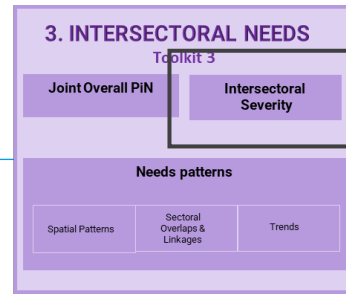 3. INTERSECTORAL NEEDS
Toolkit 3
Joint Overall PiN
Intersectoral
Severity
Needs patterns
Spatial Patterns
Sectoral
Overlaps &
Linkages
Trends